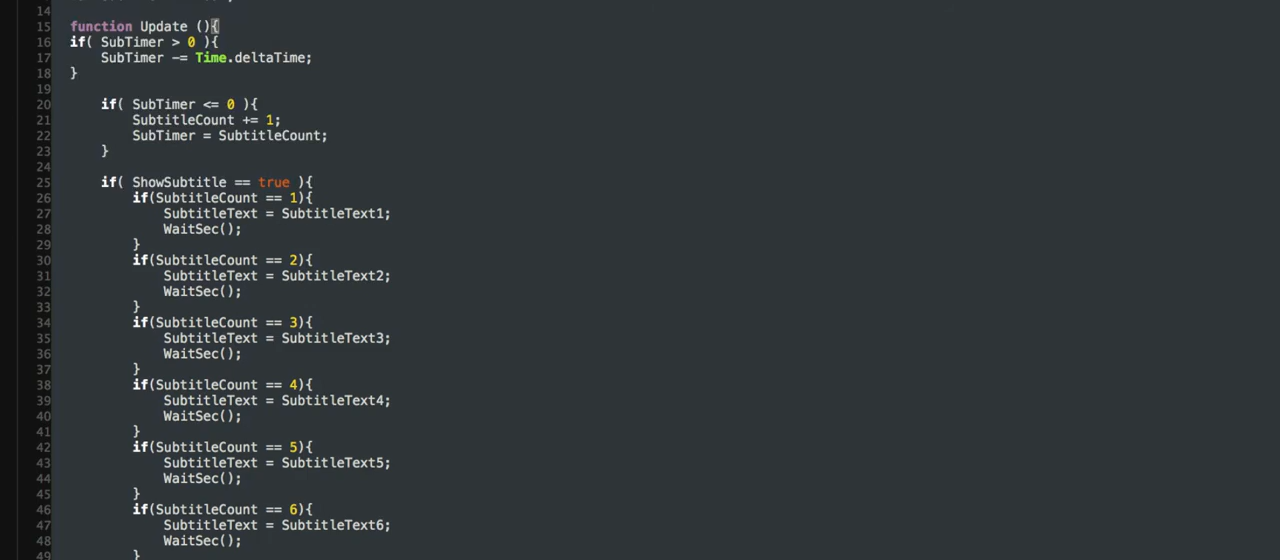 14
15 function Update (){
16 if( SubTimer > 0 ){
17 SubTimer -= Time.deltaTime;
18 }
19
20 if( SubTimer <= 0 ){
21 SubtitleCount += 1;
22 SubTimer = SubtitleCount;
23 }
24
25 if( ShowSubtitle == true ){
26 if(SubtitleCount == 1){
27 SubtitleText = SubtitleText1;
28 WaitSec();
29 }
30 if(SubtitleCount == 2){
31 SubtitleText = SubtitleText2;
32 WaitSec();
33 }
34 if(SubtitleCount == 3){
35 SubtitleText = SubtitleText3;
36 WaitSec();
37 }
38 if(SubtitleCount == 4){
39 SubtitleText = SubtitleText4;
40 WaitSec();
41 }
42 if(SubtitleCount == 5){
43 SubtitleText = SubtitleText5;
44 WaitSec();
45 }
46 if(SubtitleCount == 6){
47 SubtitleText = SubtitleText6;
48 WaitSec();
49 }